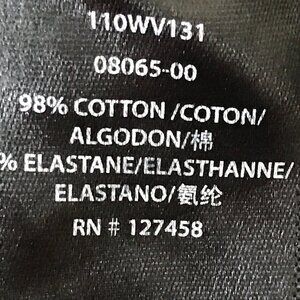 110WV131
08065-00
98% COTTON /COTON/
ALGODON/棉
% ELASTANE/ELASTHANNE/
ELASTANO/氨纶
RN # 127458